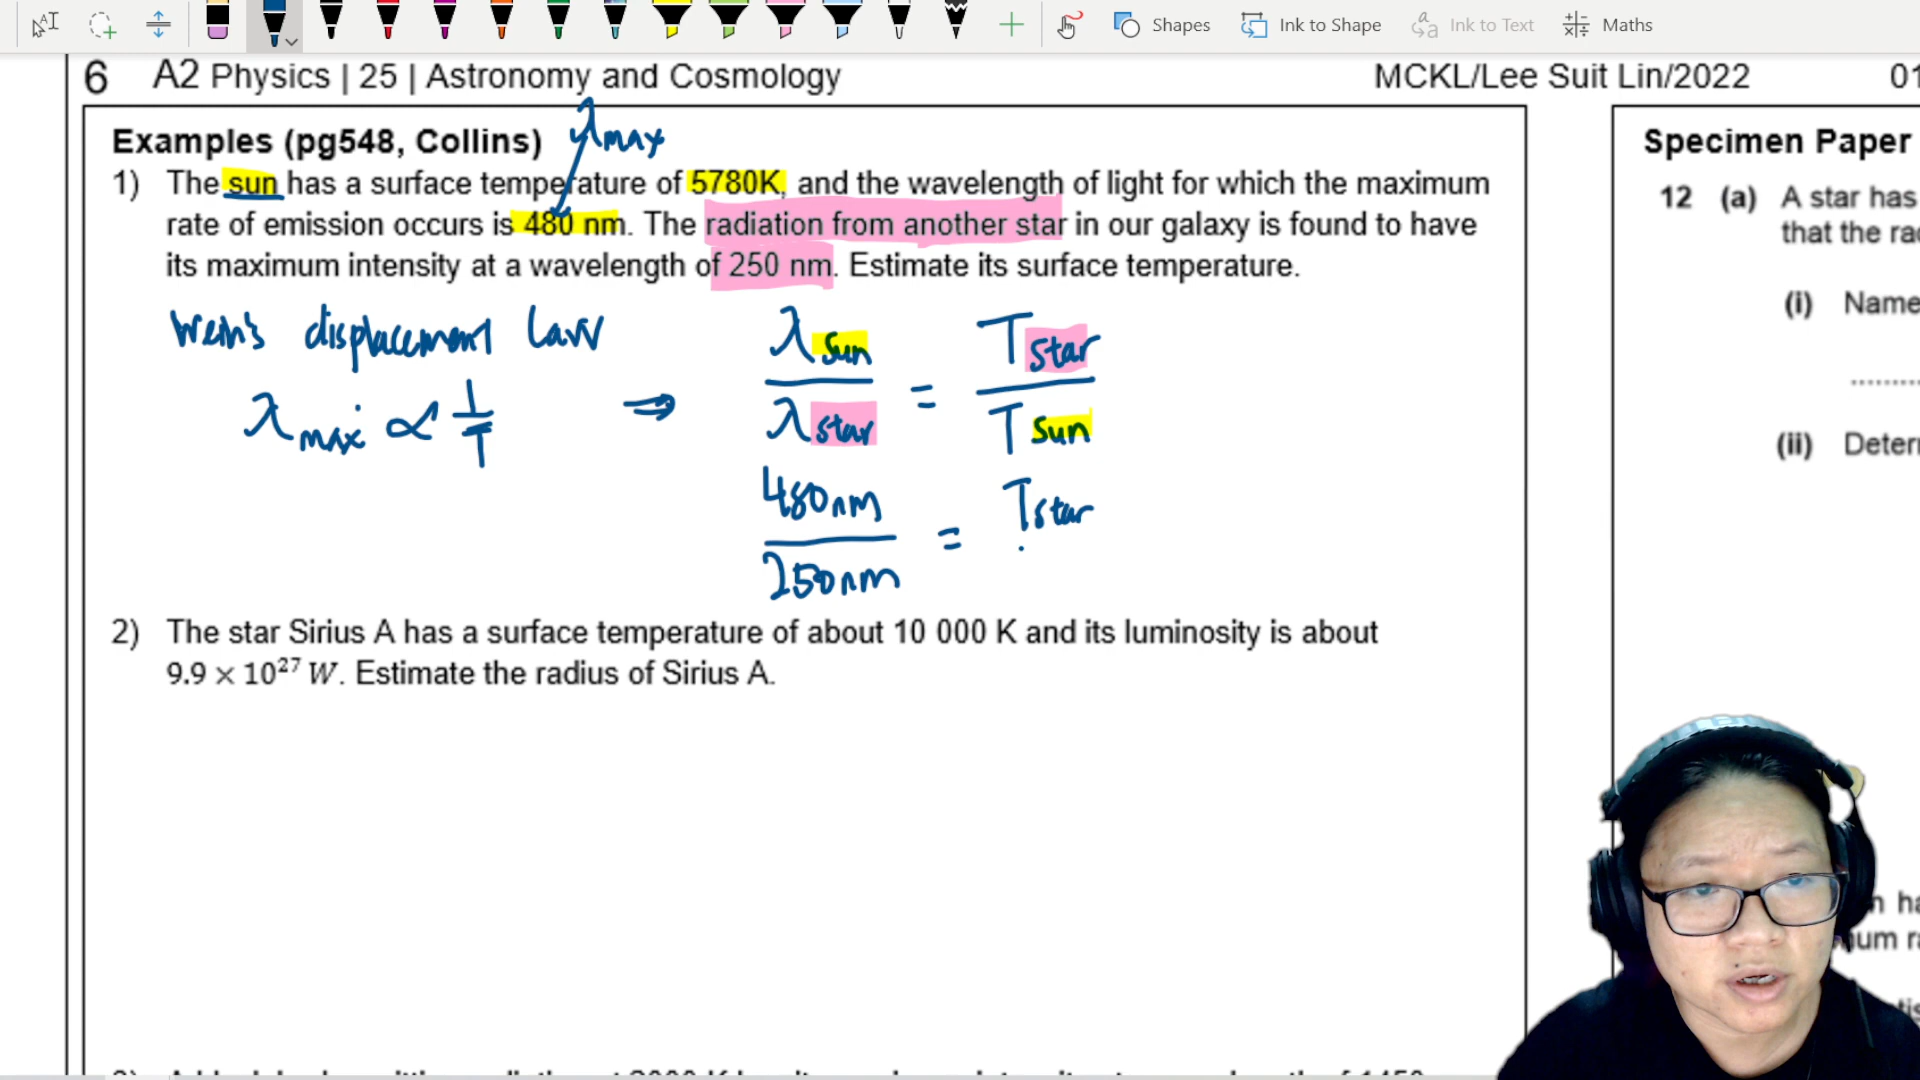 Shapes Ink to Shape Ink to Text Maths
6 A2 Physics | 25 | Astronomy and Cosmology MCKL/Lee Suit Lin/2022 01
Examples (pg548, Collins) λmax
1) The sun has a surface temperature of 5780K, and the wavelength of light for which the maximum
rate of emission occurs is 480 nm. The radiation from another star in our galaxy is found to have
its maximum intensity at a wavelength of 250 nm. Estimate its surface temperature.
Wein's displacement Law
λmax ∝ 1/T ⇒ λsun/λstar = Tstar/Tsun
480nm/250nm = Tstar
2) The star Sirius A has a surface temperature of about 10 000 K and its luminosity is about
9.9 × 10²⁷ W. Estimate the radius of Sirius A.
Specimen Paper
12 (a) A star has
that the
(i) Name
(ii)